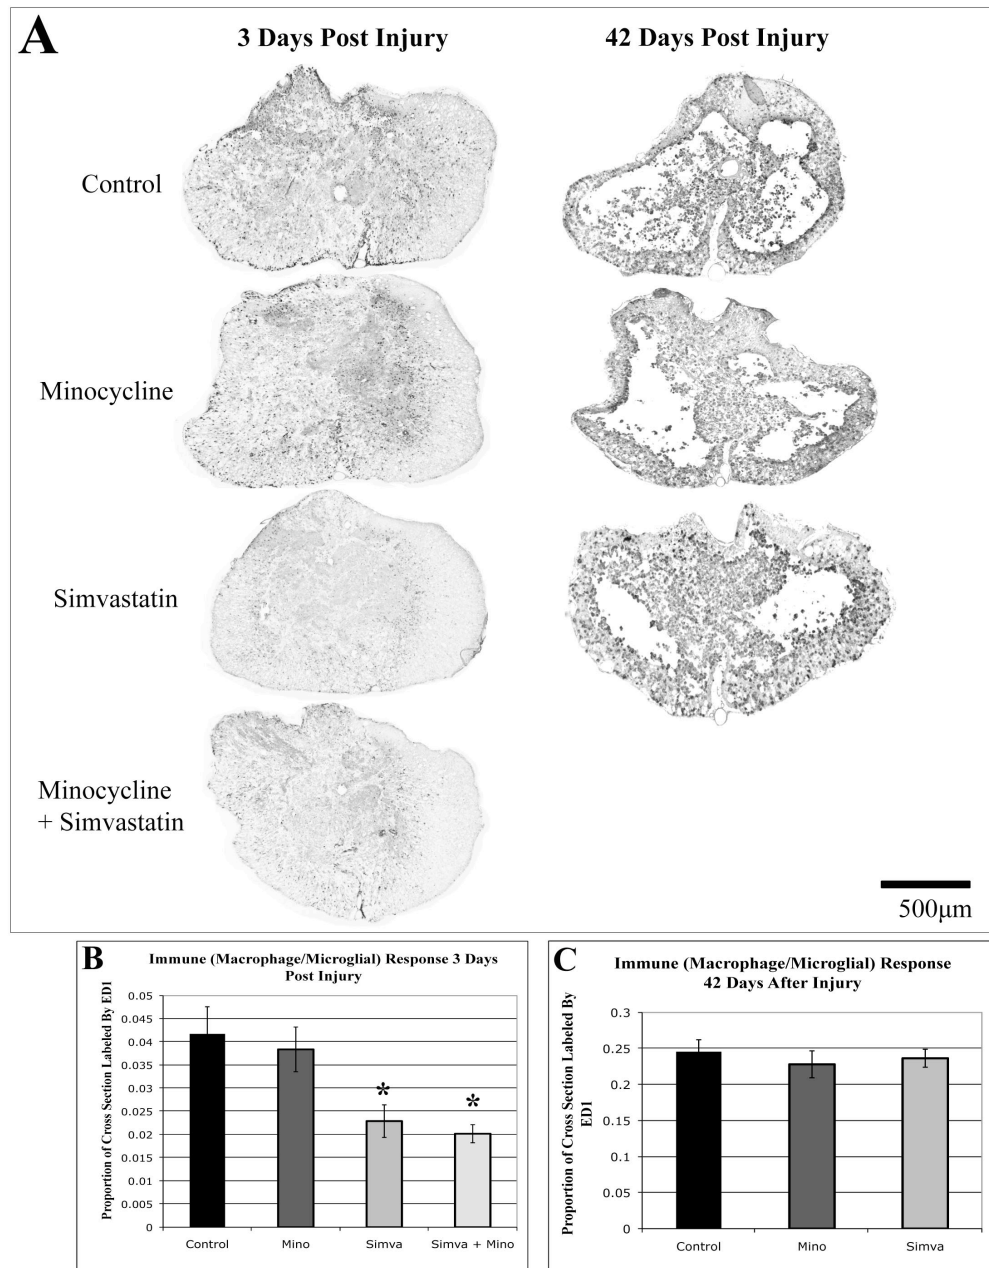 A
3 Days Post Injury
42 Days Post Injury
Control
Minocycline
Simvastatin
Minocycline
+ Simvastatin
500μm
B
Immune (Macrophage/Microglial) Response 3 Days
Post Injury
Proportion of Cross Section Labeled By ED1
0.05
0.045
0.04
0.035
0.03
0.025
0.02
0.015
0.01
0.005
0
*
*
Control
Mino
Simva
Simva + Mino
C
Immune (Macrophage/Microglial) Response
42 Days After Injury
Proportion of Cross Section Labeled By
ED1
0.3
0.25
0.2
0.15
0.1
0.05
0
Control
Mino
Simva